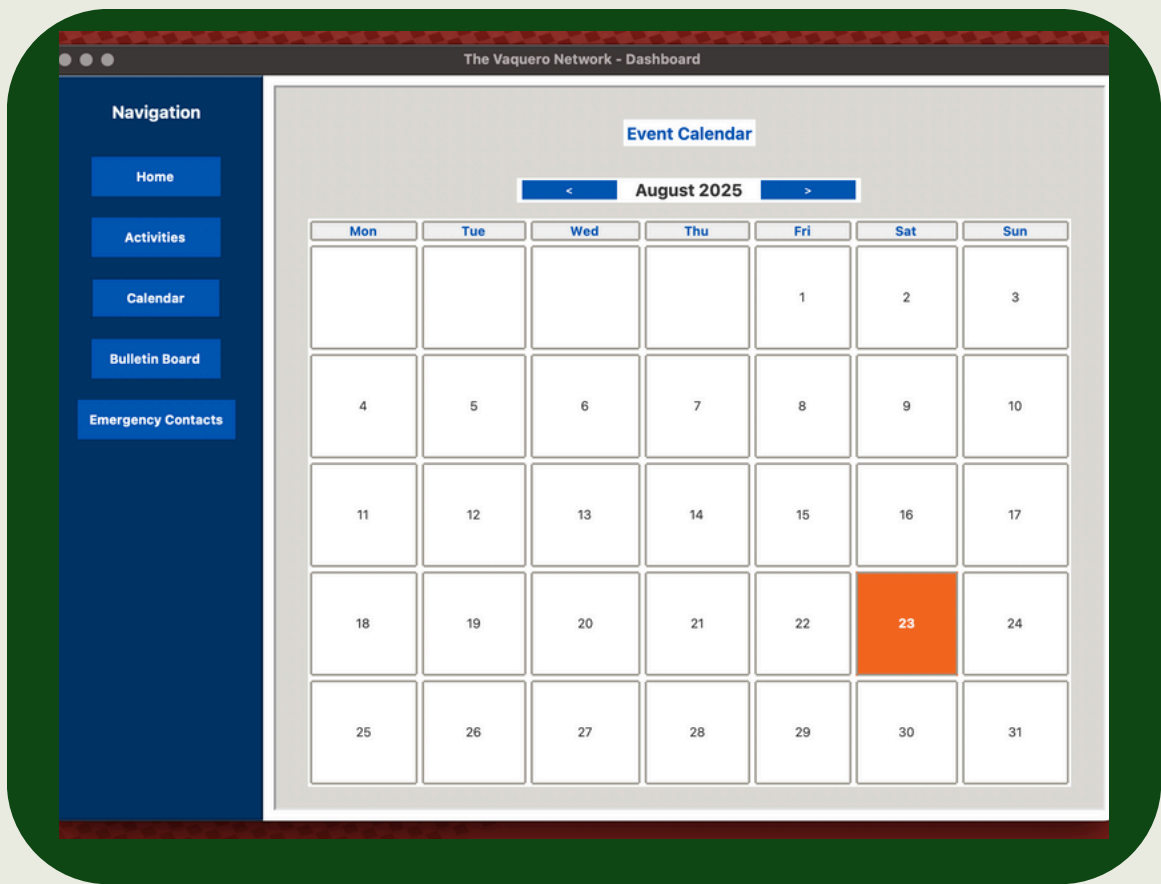 The Vaquero Network - Dashboard
Navigation
Home
Activities
Calendar
Bulletin Board
Emergency Contacts
Event Calendar
< August 2025 >
Mon Tue Wed Thu Fri Sat Sun
1 2 3
4 5 6 7 8 9 10
11 12 13 14 15 16 17
18 19 20 21 22 23 24
25 26 27 28 29 30 31